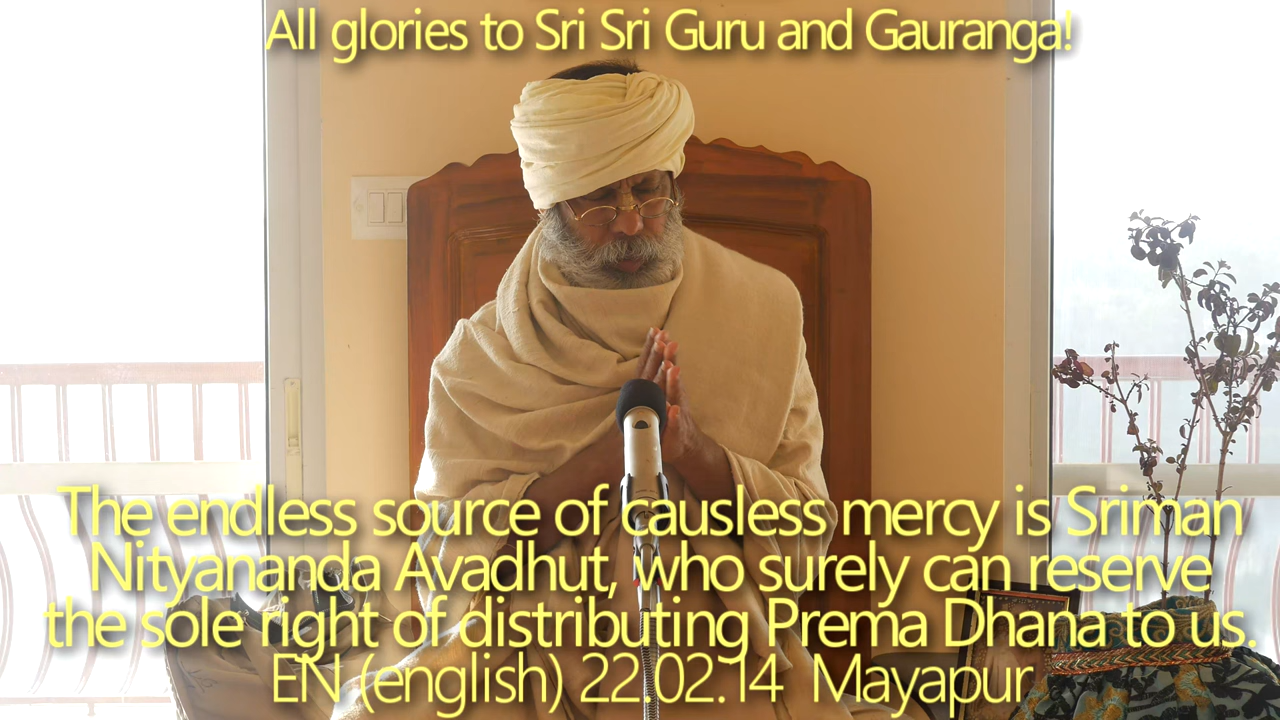 All glories to Sri Sri Guru and Gauranga!
The endless source of causless mercy is Sriman
Nityananda Avadhut, who surely can reserve
the sole right of distributing Prema Dhana to us.
EN (english) 22.02.14 Mayapur